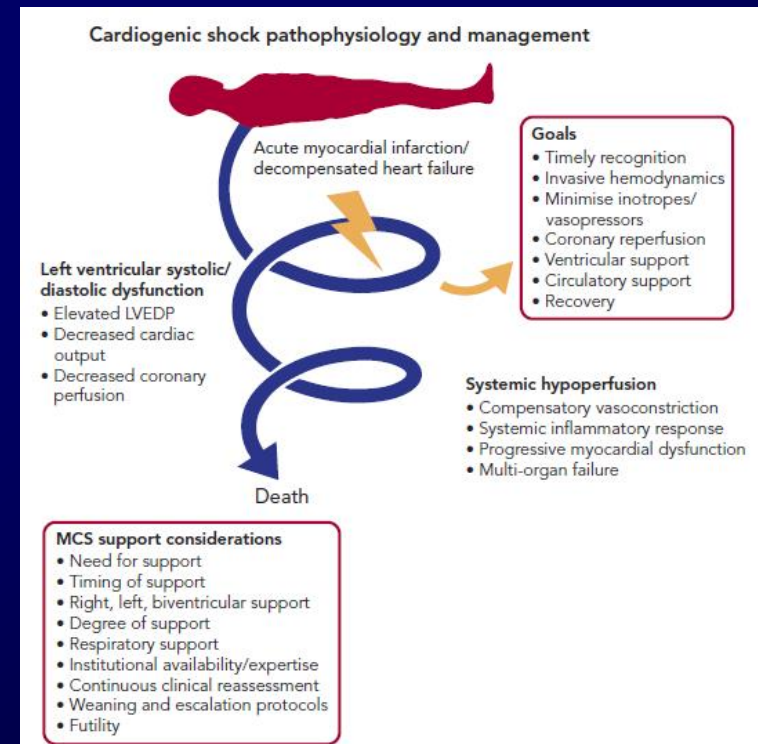 Cardiogenic shock pathophysiology and management
Acute myocardial infarction/
decompensated heart failure
Goals
• Timely recognition
• Invasive hemodynamics
• Minimise inotropes/
vasopressors
• Coronary reperfusion
• Ventricular support
• Circulatory support
• Recovery
Left ventricular systolic/
diastolic dysfunction
• Elevated LVEDP
• Decreased cardiac
output
• Decreased coronary
perfusion
Systemic hypoperfusion
• Compensatory vasoconstriction
• Systemic inflammatory response
• Progressive myocardial dysfunction
• Multi-organ failure
Death
MCS support considerations
• Need for support
• Timing of support
• Right, left, biventricular support
• Degree of support
• Respiratory support
• Institutional availability/expertise
• Continuous clinical reassessment
• Weaning and escalation protocols
• Futility